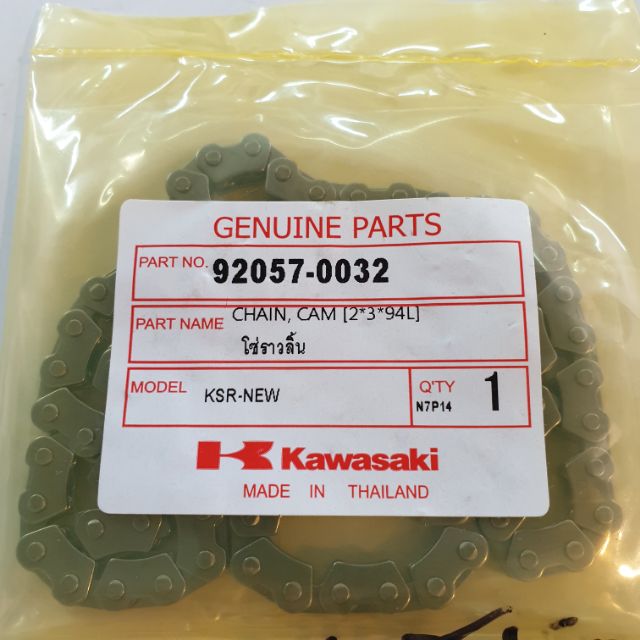 GENUINE PARTS
PART NO. 92057-0032
PART NAME CHAIN, CAM [2*3*94L]
โซ่ราวลิ้น
MODEL KSR-NEW Q'TY 1
N7P14
Kawasaki
MADE IN THAILAND